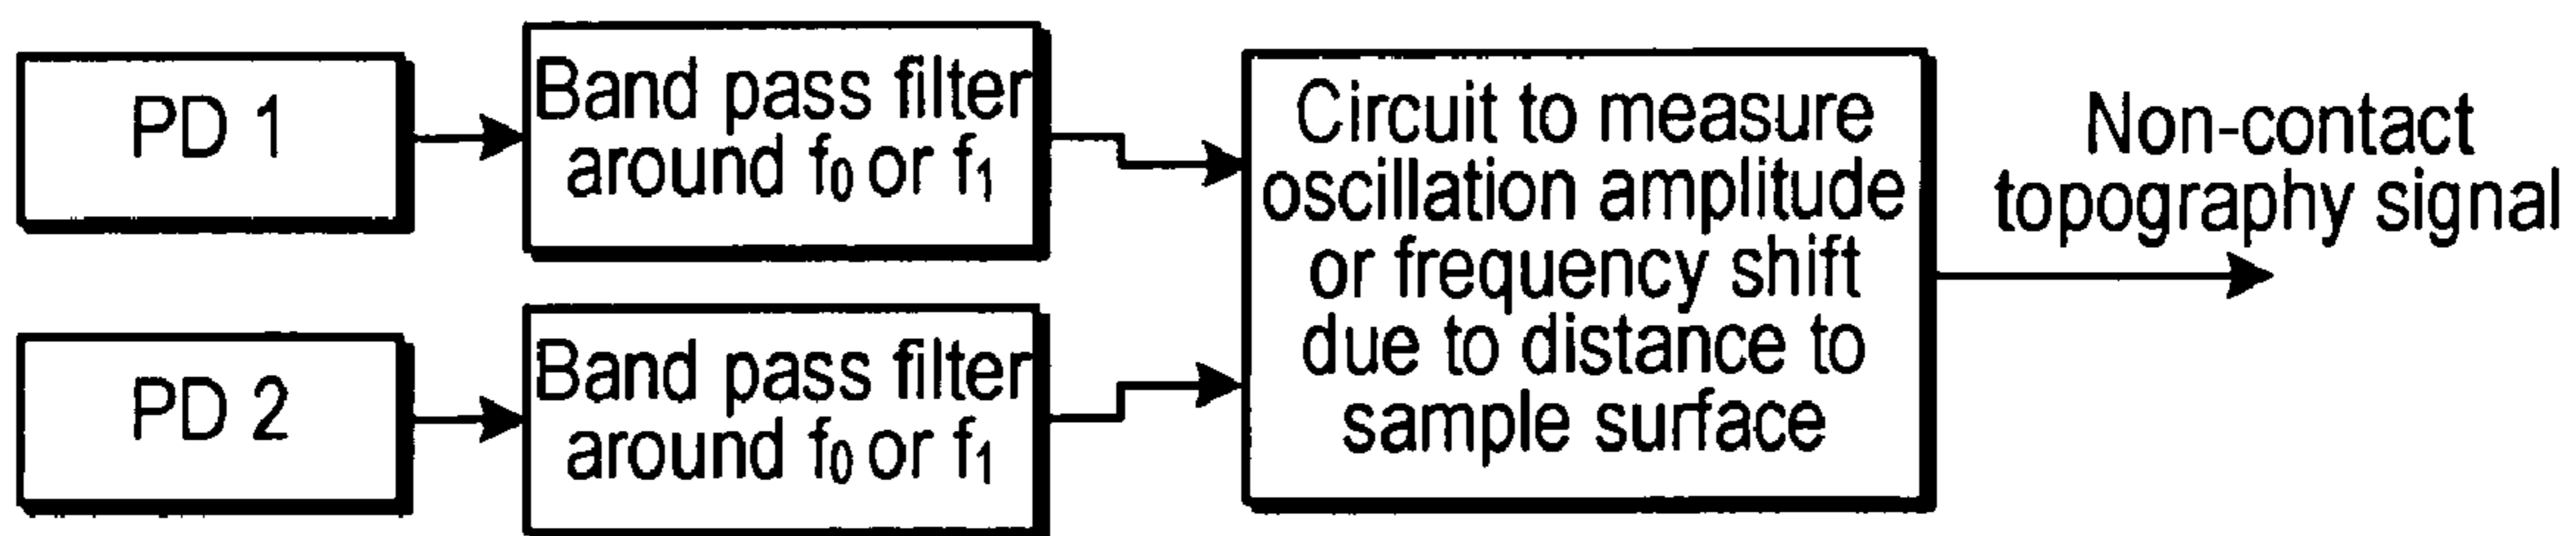 PD 1
Band pass filter
around f₀ or f₁
PD 2
Band pass filter
around f₀ or f₁
Circuit to measure
oscillation amplitude
or frequency shift
due to distance to
sample surface
Non-contact
topography signal